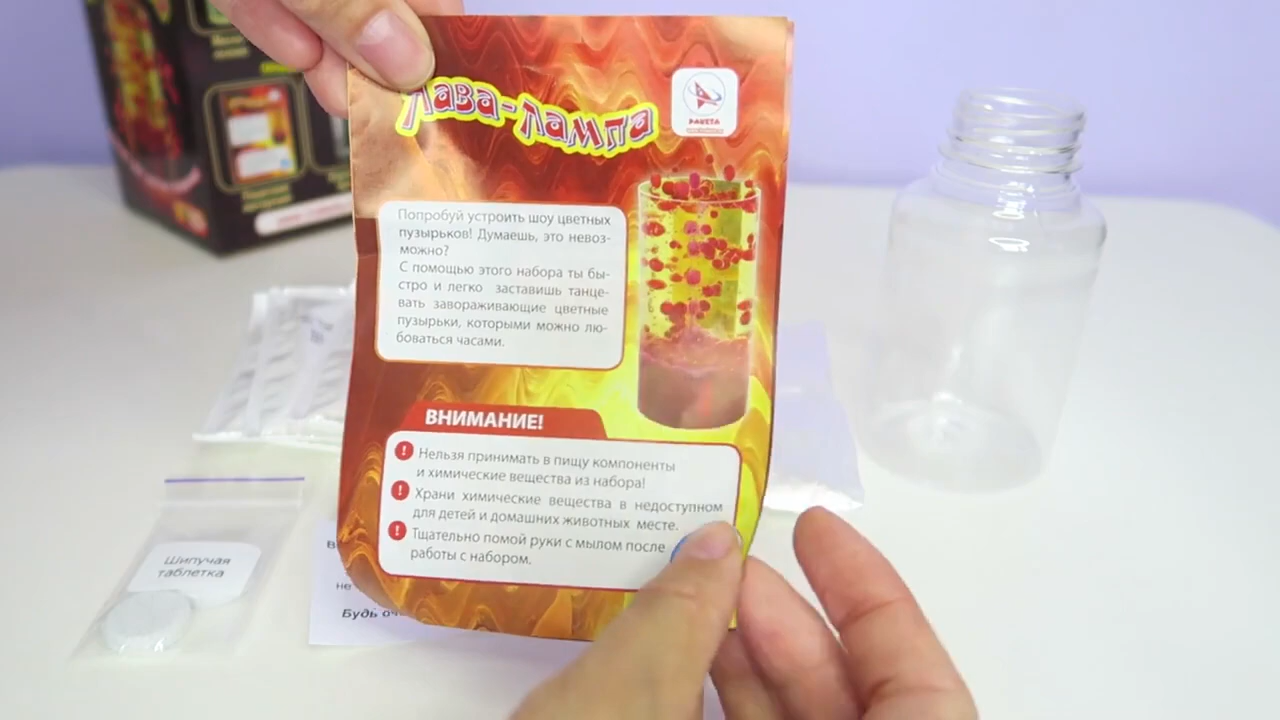 Лава-лампа
РАКЕТА
Попробуй устроить шоу цветных
пузырьков! Думаешь, это невоз-
можно?
С помощью этого набора ты бы-
стро и легко заставишь танце-
вать завораживающие цветные
пузырьки, которыми можно лю-
боваться часами.
ВНИМАНИЕ!
! Нельзя принимать в пищу компоненты
и химические вещества из набора!
! Храни химические вещества в недоступном
для детей и домашних животных месте.
! Тщательно помой руки с мылом после
работы с набором.
Шипучая
таблетка
не
Будь